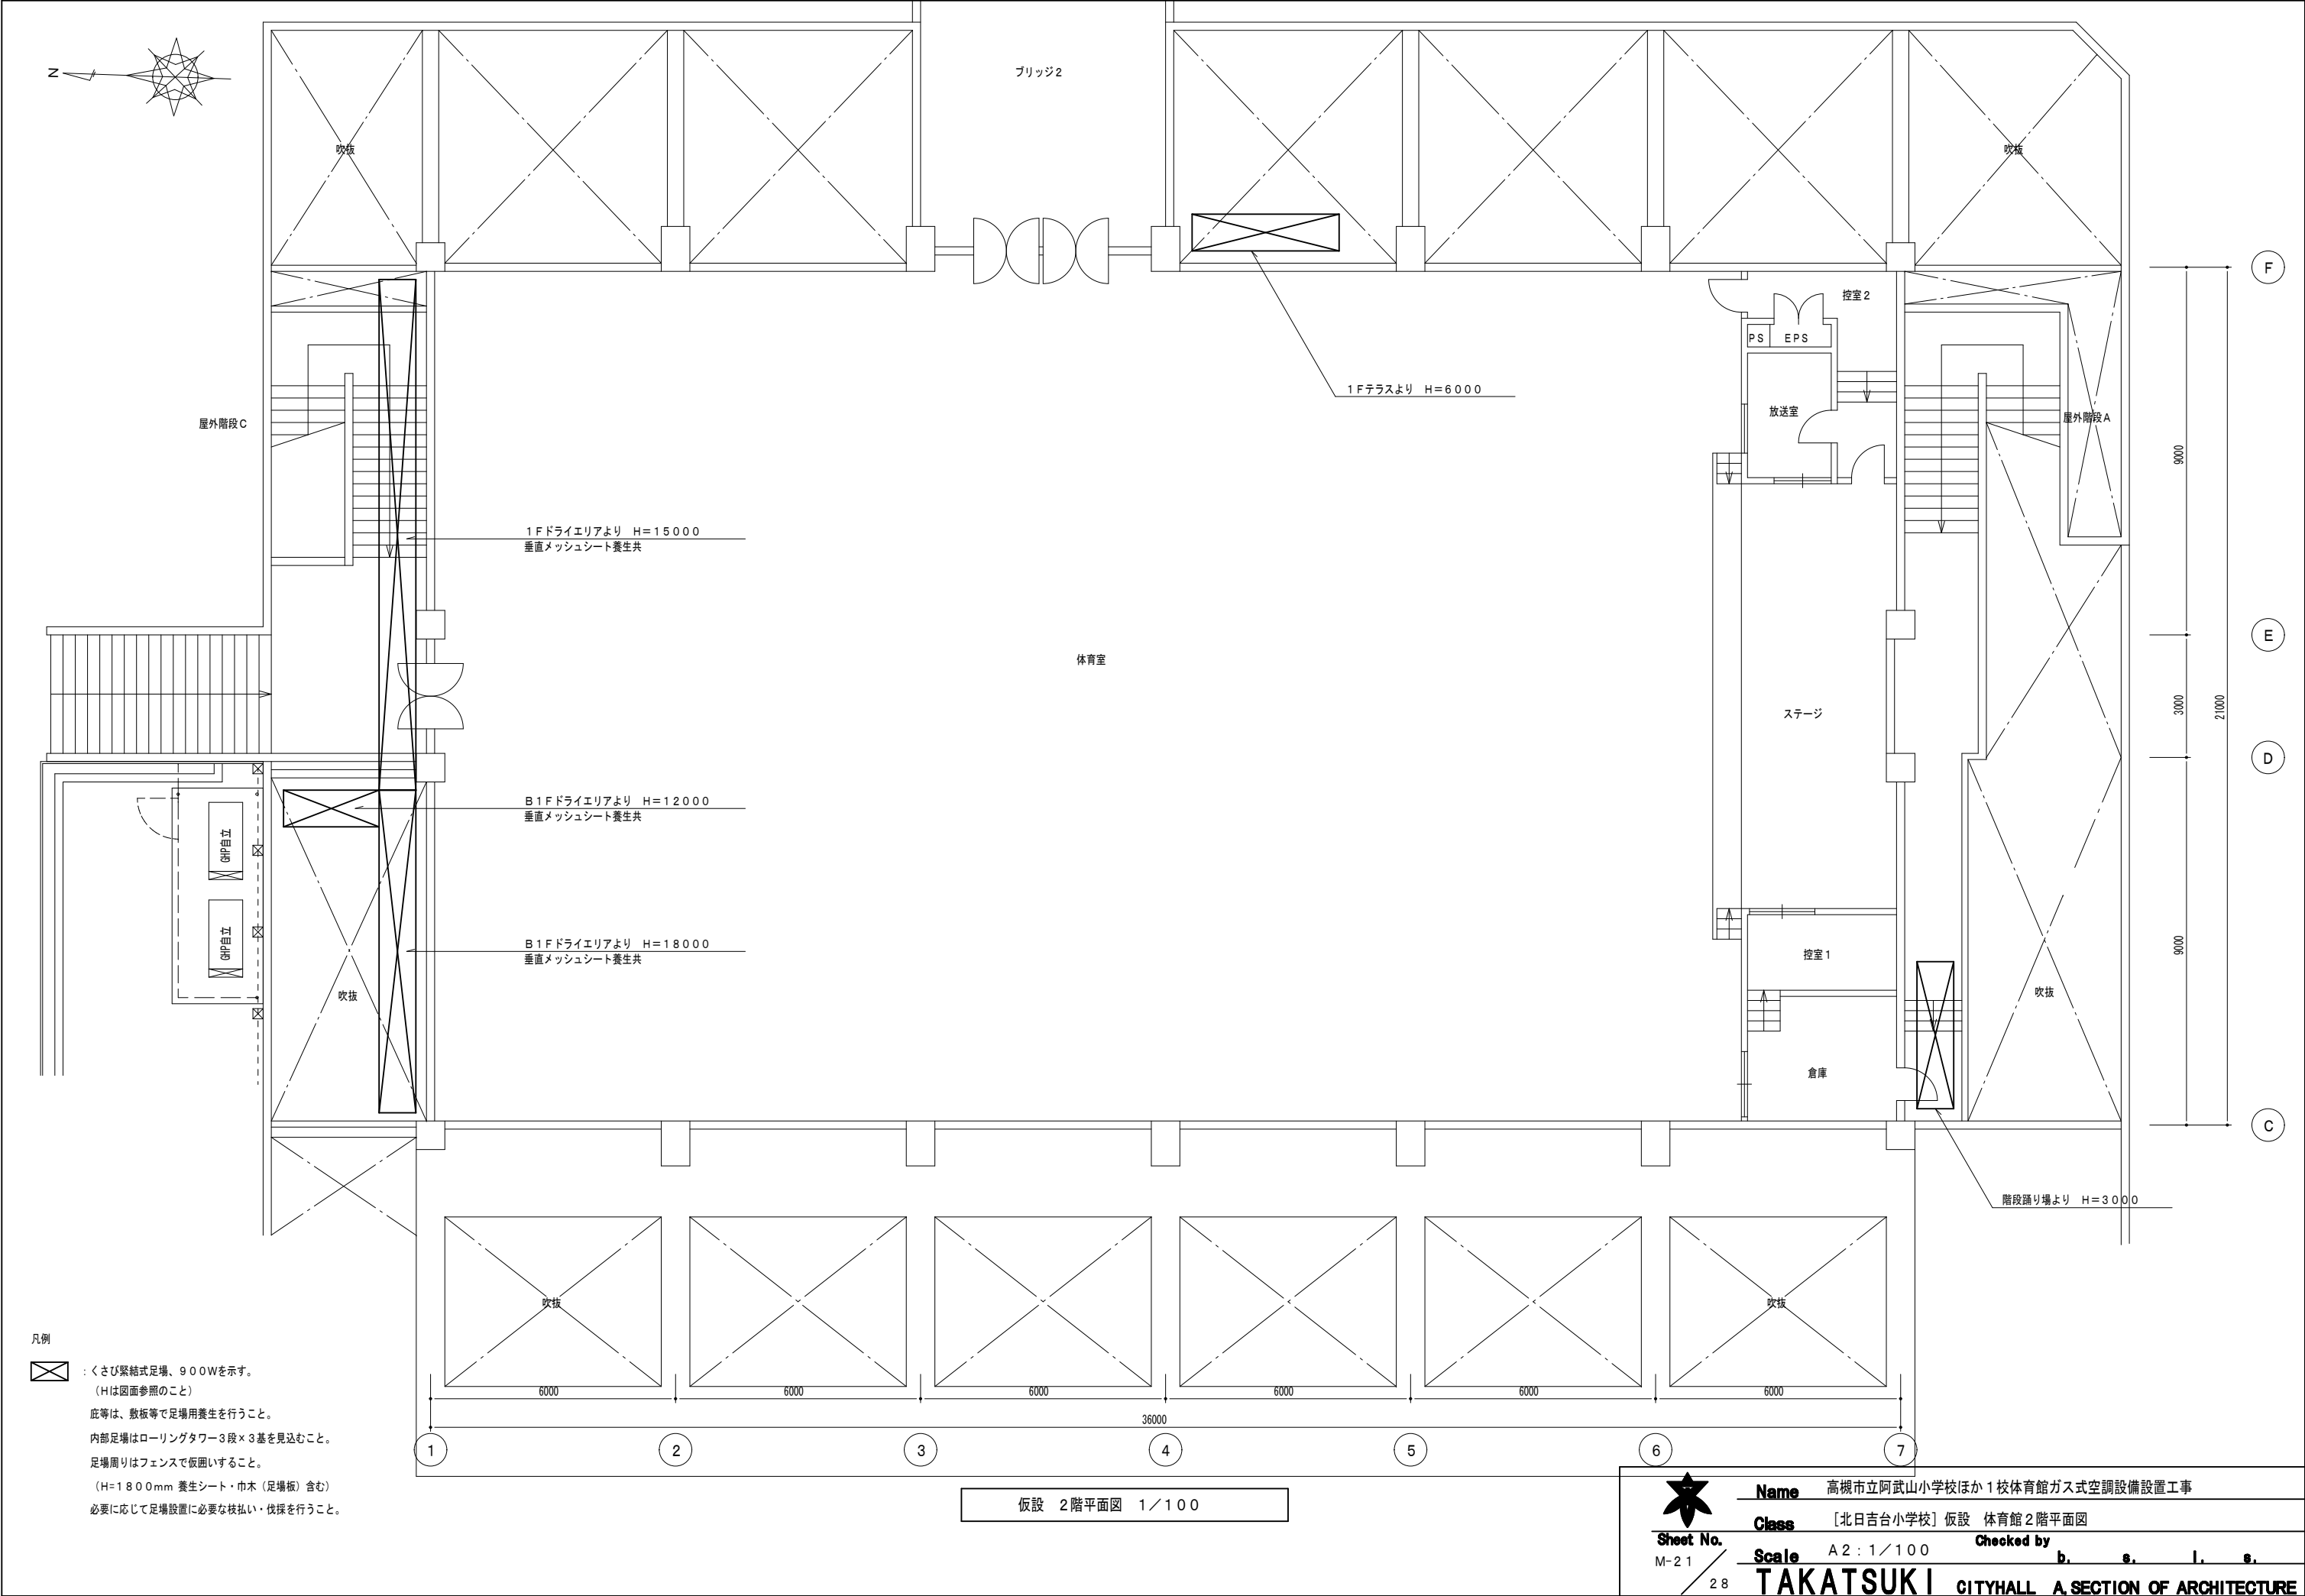 N
ブリッジ２
吹抜
吹抜
F
控室２
PS
EPS
１Ｆテラスより　Ｈ＝６０００
放送室
屋外階段Ａ
屋外階段Ｃ
9000
１Ｆドライエリアより　Ｈ＝１５０００
垂直メッシュシート養生共
E
体育室
ステージ
3000
21000
D
Ｂ１Ｆドライエリアより　Ｈ＝１２０００
垂直メッシュシート養生共
GHP自立
GHP自立
Ｂ１Ｆドライエリアより　Ｈ＝１８０００
垂直メッシュシート養生共
9000
控室１
吹抜
吹抜
倉庫
C
階段踊り場より　Ｈ＝３０００
吹抜
吹抜
凡例
：くさび緊結式足場、９００Ｗを示す。
（Ｈは図面参照のこと）
庇等は、敷板等で足場用養生を行うこと。
内部足場はローリングタワー３段×３基を見込むこと。
足場周りはフェンスで仮囲いすること。
（H=１８００mm 養生シート・巾木（足場板）含む）
必要に応じて足場設置に必要な枝払い・伐採を行うこと。
6000 6000 6000 6000 6000 6000
36000
1 2 3 4 5 6 7
仮設　２階平面図　１／１００
Name 高槻市立阿武山小学校ほか１校体育館ガス式空調設備設置工事
Class ［北日吉台小学校］仮設　体育館２階平面図
Sheet No. M-21／28
Scale Ａ２：１／１００ Checked by b. s. l. s.
TAKATSUKI CITYHALL A.SECTION OF ARCHITECTURE